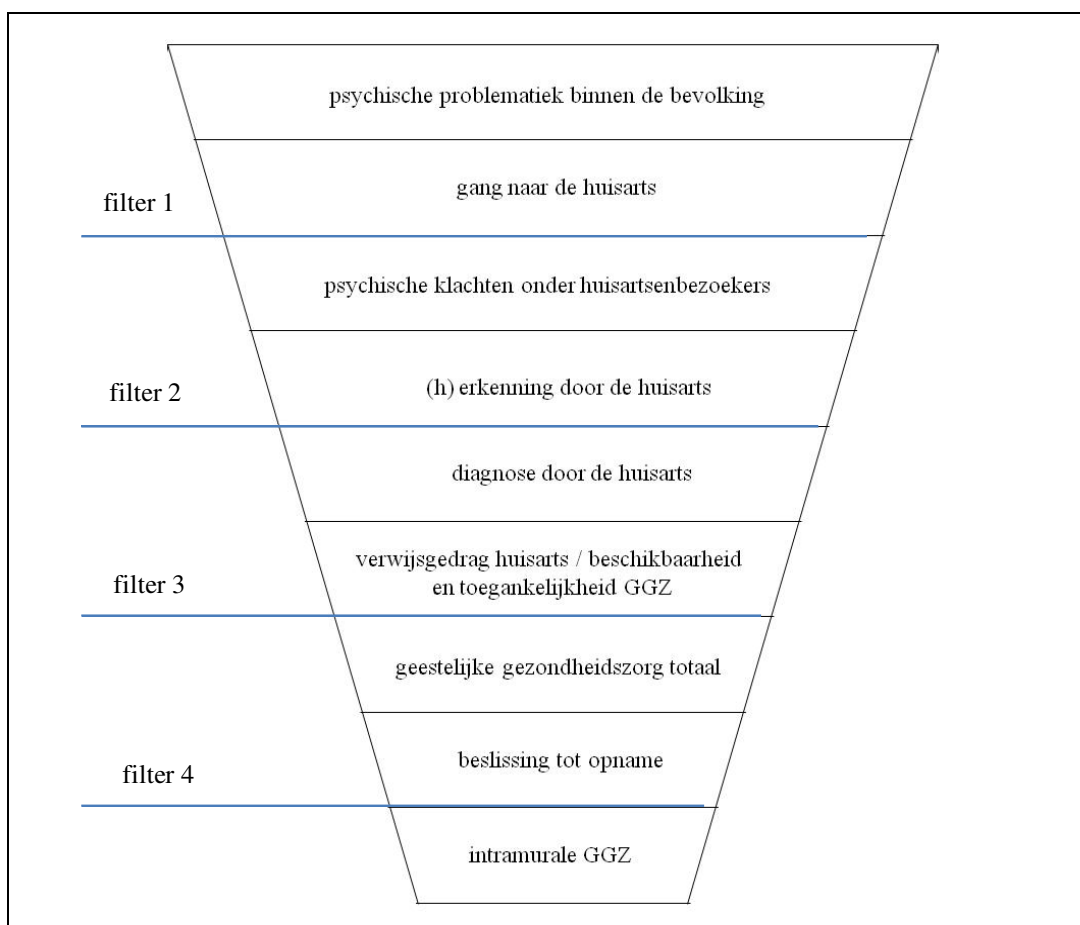 psychische problematiek binnen de bevolking
filter 1
gang naar de huisarts
psychische klachten onder huisartsenbezoekers
filter 2
(h) erkenning door de huisarts
diagnose door de huisarts
filter 3
verwijsgedrag huisarts / beschikbaarheid
en toegankelijkheid GGZ
geestelijke gezondheidszorg totaal
filter 4
beslissing tot opname
intramurale GGZ